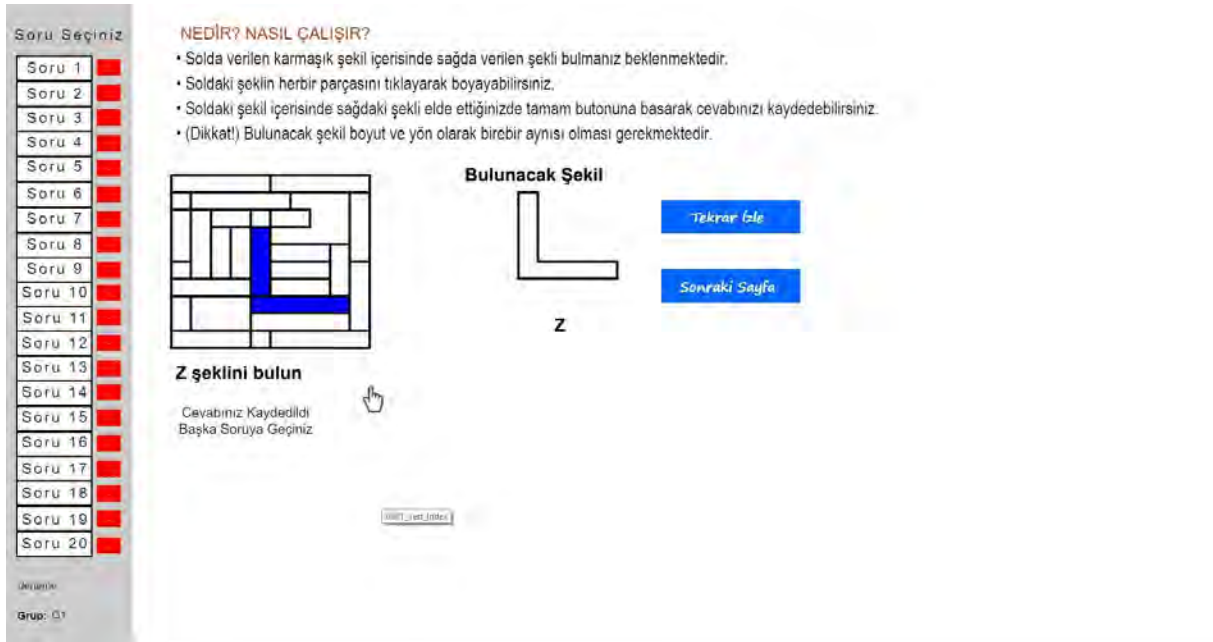 Soru Seçiniz
Soru 1
Soru 2
Soru 3
Soru 4
Soru 5
Soru 6
Soru 7
Soru 8
Soru 9
Soru 10
Soru 11
Soru 12
Soru 13
Soru 14
Soru 15
Soru 16
Soru 17
Soru 18
Soru 19
Soru 20
Grup: G1
NEDİR? NASIL ÇALIŞIR?
• Solda verilen karmaşık şekil içerisinde sağda verilen şekli bulmanız beklenmektedir.
• Soldaki şeklin herbir parçasını tıklayarak boyayabilirsiniz.
• Soldaki şekil içerisinde sağdaki şekli elde ettiğinizde tamam butonuna basarak cevabınızı kaydedebilirsiniz.
• (Dikkat!) Bulunacak şekil boyut ve yön olarak birebir aynısı olması gerekmektedir.
Bulunacak Şekil
Z
Tekrar İzle
Sonraki Sayfa
Z şeklini bulun
Cevabınız Kaydedildi
Başka Soruya Geçiniz